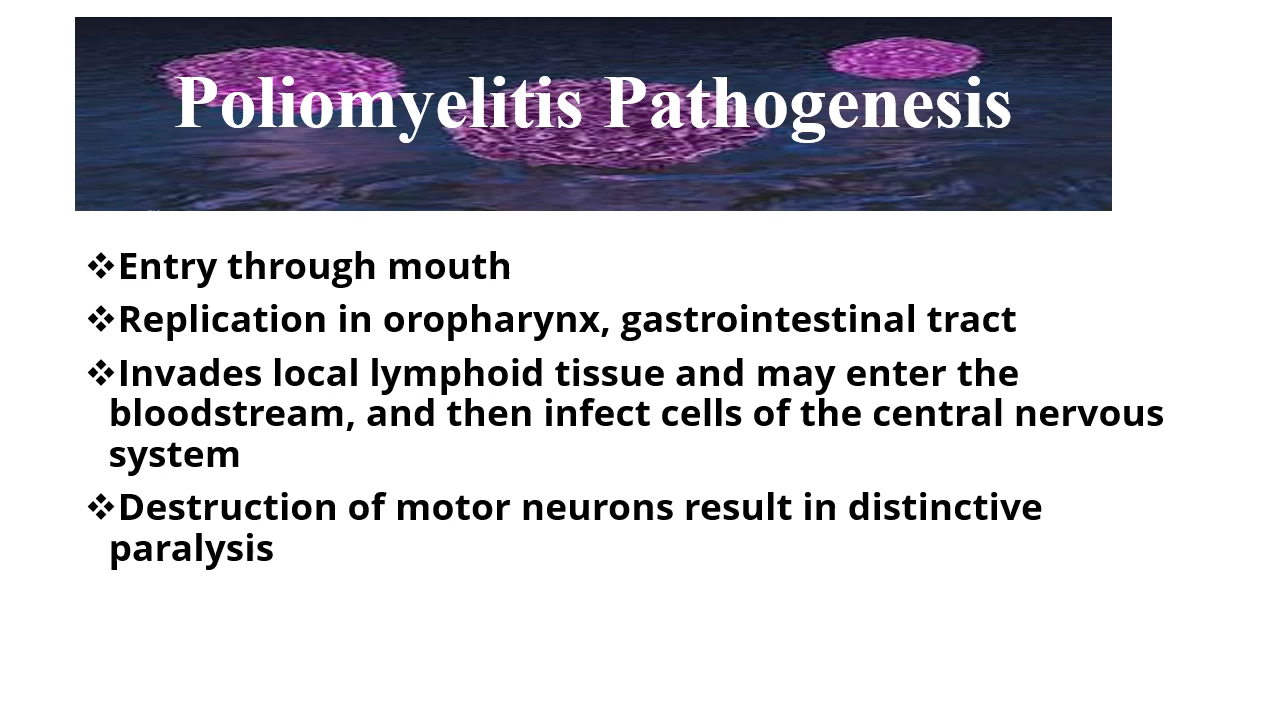 Poliomyelitis Pathogenesis
❖Entry through mouth
❖Replication in oropharynx, gastrointestinal tract
❖Invades local lymphoid tissue and may enter the
bloodstream, and then infect cells of the central nervous
system
❖Destruction of motor neurons result in distinctive
paralysis